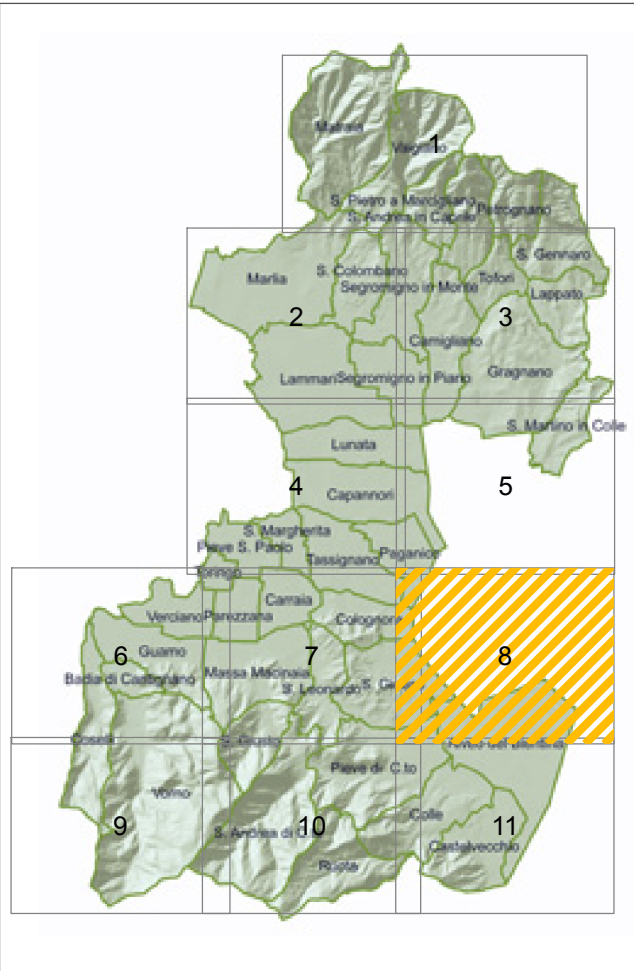 Matraia
Valgiano
1
S. Pietro a Marcigliano
S. Andrea in Caprile
Petrognano
S. Gennaro
Marlia
S. Colombano
Segromigno in Monte
Tofori
Lappato
2
3
Camigliano
Lammari
Segromigno in Piano
Gragnano
S. Martino in Colle
Lunata
4
Capannori
5
S. Margherita
Pieve S. Paolo
Tassignano
Paganico
Toringo
Carraia
Verciano
Parezzana
Colognora
6
Guamo
7
8
Badia di Cantignano
Massa Macinaia
S. Leonardo
S. Giusto
Coselli
Vorno
Pieve di C.to
9
S. Andrea di C.
10
Colle
11
Ruota
Castelvecchio